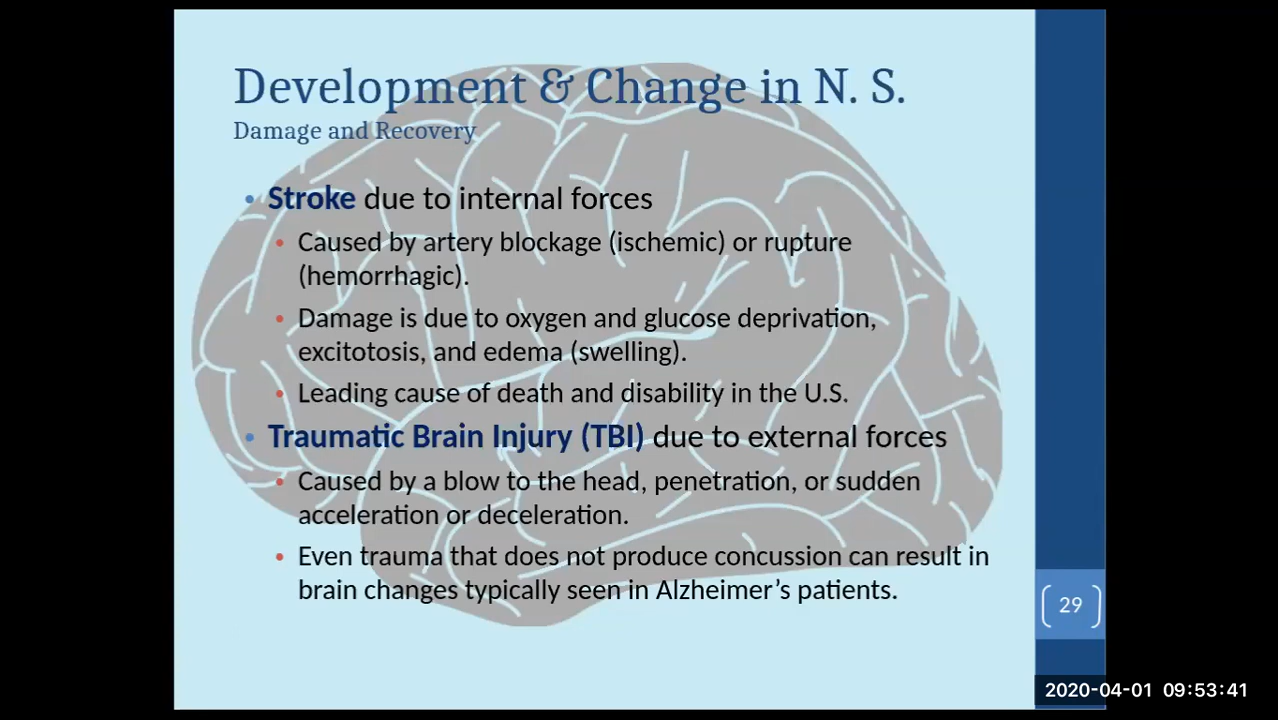 Development & Change in N. S.
Damage and Recovery
• Stroke due to internal forces
• Caused by artery blockage (ischemic) or rupture
(hemorrhagic).
• Damage is due to oxygen and glucose deprivation,
excitotosis, and edema (swelling).
• Leading cause of death and disability in the U.S.
• Traumatic Brain Injury (TBI) due to external forces
• Caused by a blow to the head, penetration, or sudden
acceleration or deceleration.
• Even trauma that does not produce concussion can result in
brain changes typically seen in Alzheimer’s patients.
29
2020-04-01 09:53:41